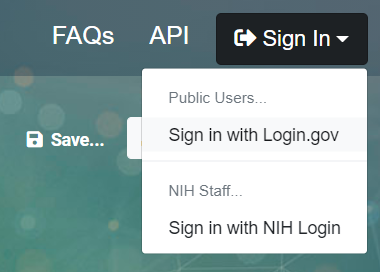 FAQs API Sign In
Public Users...
Save...
Sign in with Login.gov
NIH Staff...
Sign in with NIH Login